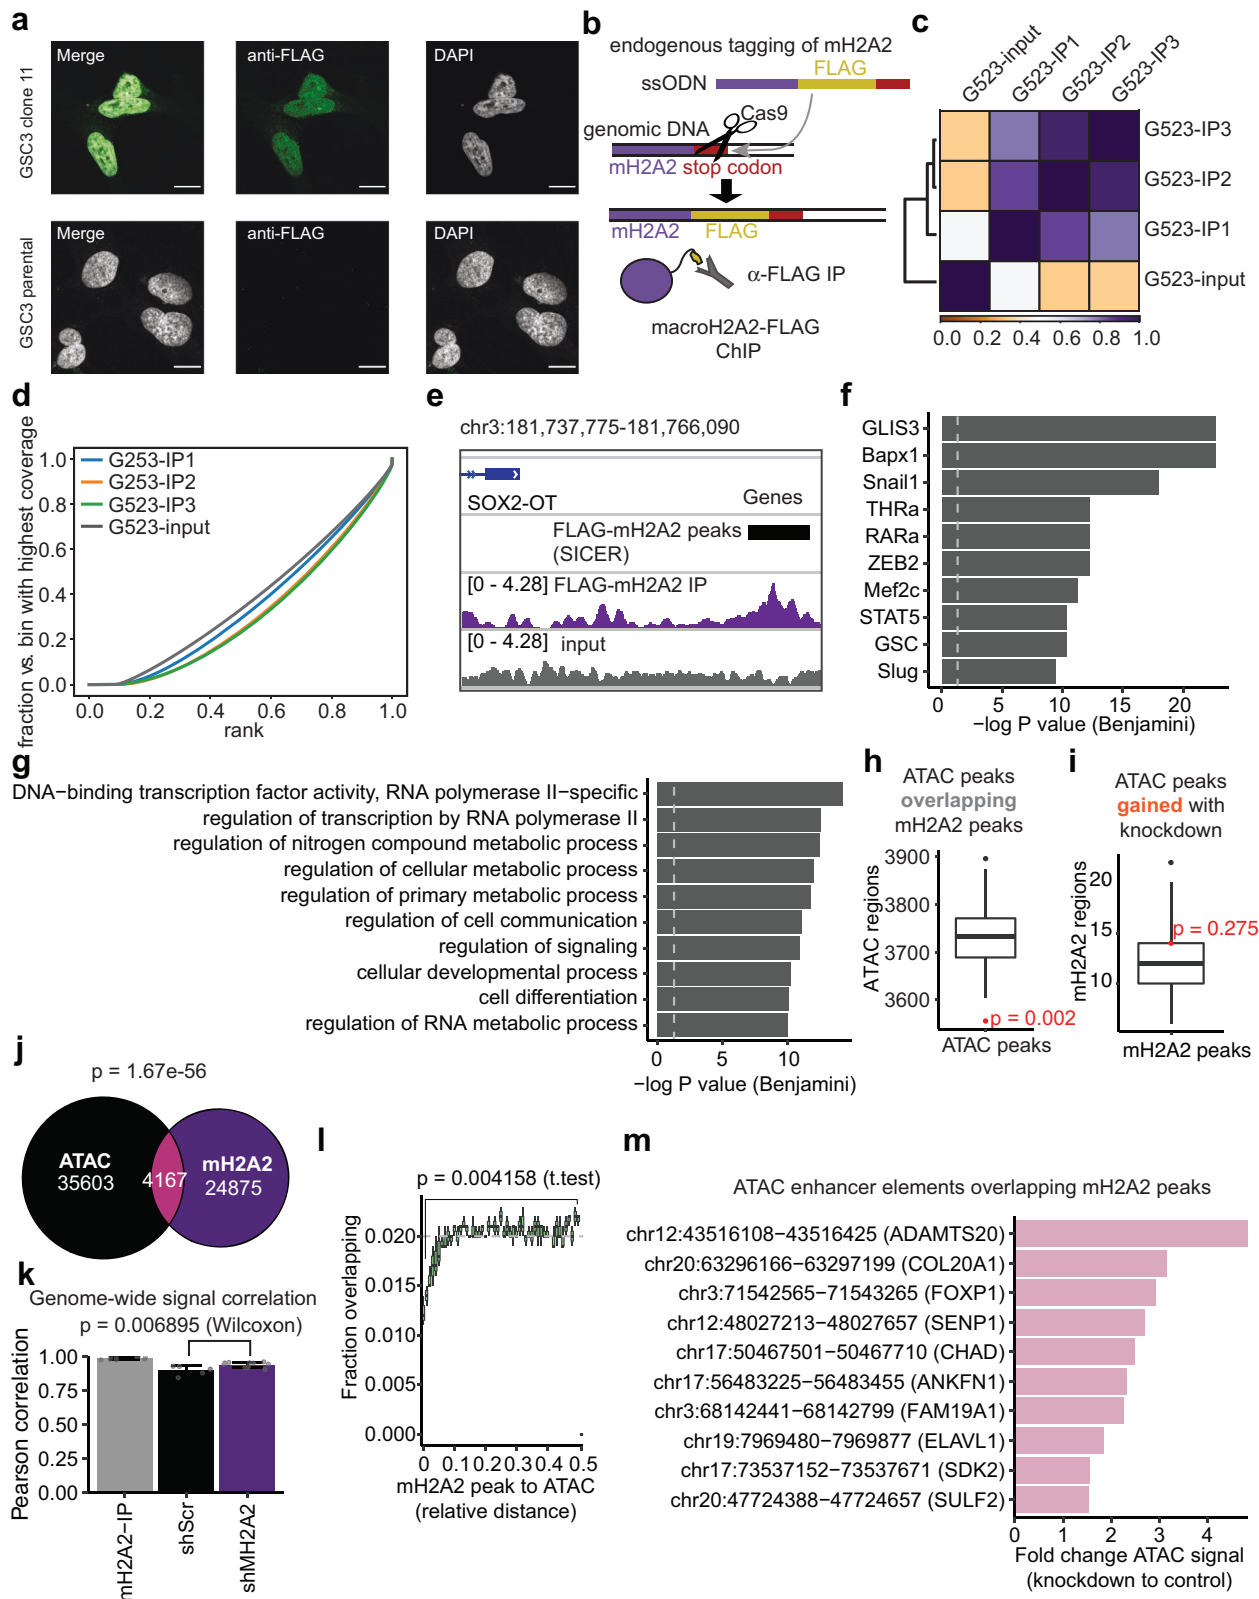 a
GSC3 clone 11
Merge
anti-FLAG
DAPI
GSC3 parental
Merge
anti-FLAG
DAPI
b
endogenous tagging of mH2A2
FLAG
ssODN
Cas9
genomic DNA
mH2A2 stop codon
mH2A2 FLAG
α-FLAG IP
macroH2A2-FLAG
ChIP
c
G523-input
G523-IP1
G523-IP2
G523-IP3
G523-IP3
G523-IP2
G523-IP1
G523-input
0.0 0.2 0.4 0.6 0.8 1.0
d
fraction vs. bin with highest coverage
1.0
0.8
0.6
0.4
0.2
0.0
G253-IP1
G253-IP2
G523-IP3
G523-input
0.0 0.2 0.4 0.6 0.8 1.0
rank
e
chr3:181,737,775-181,766,090
SOX2-OT
Genes
FLAG-mH2A2 peaks
(SICER)
[0 - 4.28] FLAG-mH2A2 IP
[0 - 4.28] input
f
GLIS3
Bapx1
Snail1
THRa
RARa
ZEB2
Mef2c
STAT5
GSC
Slug
0 5 10 15 20
−log P value (Benjamini)
g
DNA−binding transcription factor activity, RNA polymerase II−specific
regulation of transcription by RNA polymerase II
regulation of nitrogen compound metabolic process
regulation of cellular metabolic process
regulation of primary metabolic process
regulation of cell communication
regulation of signaling
cellular developmental process
cell differentiation
regulation of RNA metabolic process
0 5 10
−log P value (Benjamini)
h
ATAC peaks
overlapping
mH2A2 peaks
ATAC regions
3900
3800
3700
3600
p = 0.002
ATAC peaks
i
ATAC peaks
gained with
knockdown
mH2A2 regions
20
15
10
p = 0.275
mH2A2 peaks
j
p = 1.67e-56
ATAC
35603
4167
mH2A2
24875
k
Genome-wide signal correlation
p = 0.006895 (Wilcoxon)
Pearson correlation
1.00
0.75
0.50
0.25
0.00
mH2A2−IP
shScr
shMH2A2
l
p = 0.004158 (t.test)
Fraction overlapping
0.020
0.015
0.010
0.005
0.000
0 0.1 0.2 0.3 0.4 0.5
mH2A2 peak to ATAC
(relative distance)
m
ATAC enhancer elements overlapping mH2A2 peaks
chr12:43516108−43516425 (ADAMTS20)
chr20:63296166−63297199 (COL20A1)
chr3:71542565−71543265 (FOXP1)
chr12:48027213−48027657 (SENP1)
chr17:50467501−50467710 (CHAD)
chr17:56483225−56483455 (ANKFN1)
chr3:68142441−68142799 (FAM19A1)
chr19:7969480−7969877 (ELAVL1)
chr17:73537152−73537671 (SDK2)
chr20:47724388−47724657 (SULF2)
0 1 2 3 4
Fold change ATAC signal
(knockdown to control)